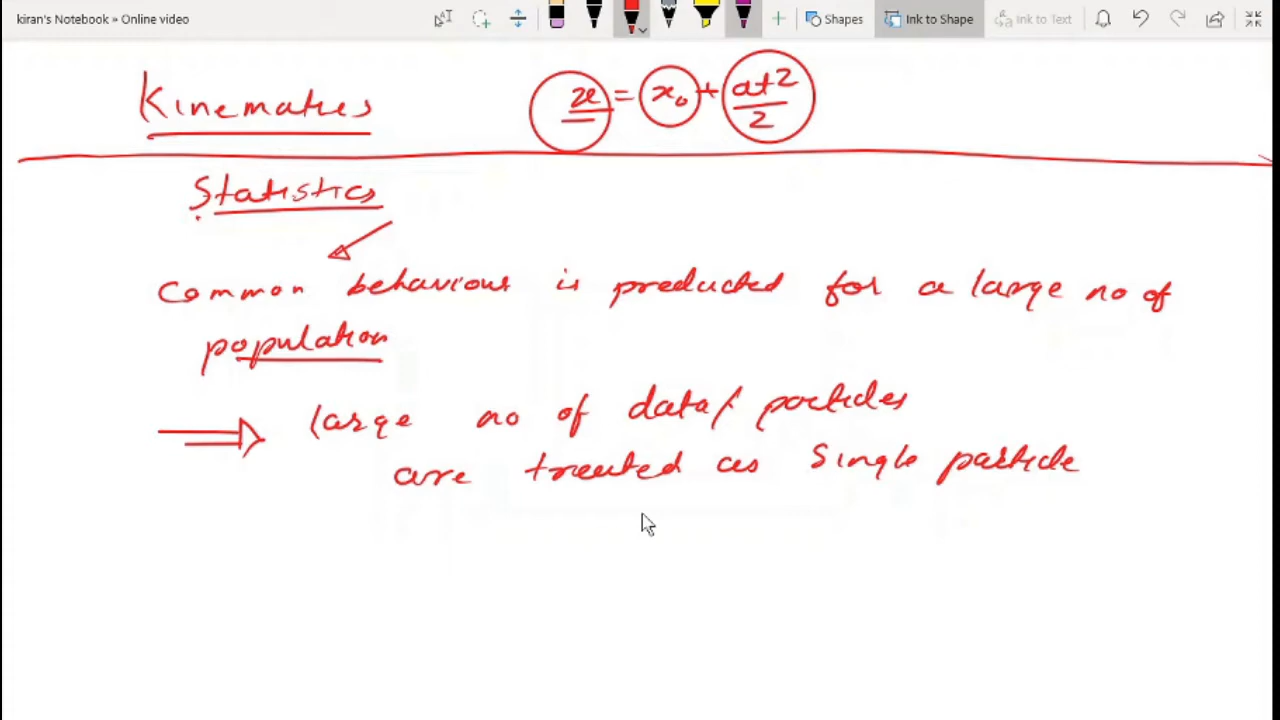 kiran's Notebook » Online video
Shapes
Ink to Shape
Ink to Text
Kinematics
x = x₀ + at²/2
Statistics
Common behaviour is preducted for a large no of
population
large no of data/ particles
are treated as single particle